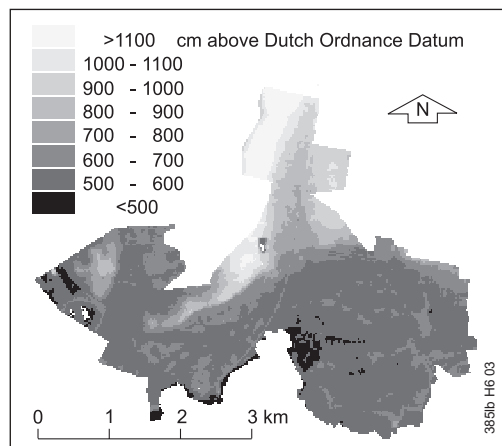 >1100 cm above Dutch Ordnance Datum
1000 - 1100
900 - 1000
800 - 900
700 - 800
600 - 700
500 - 600
<500
N
0 1 2 3 km
385lb H6 03